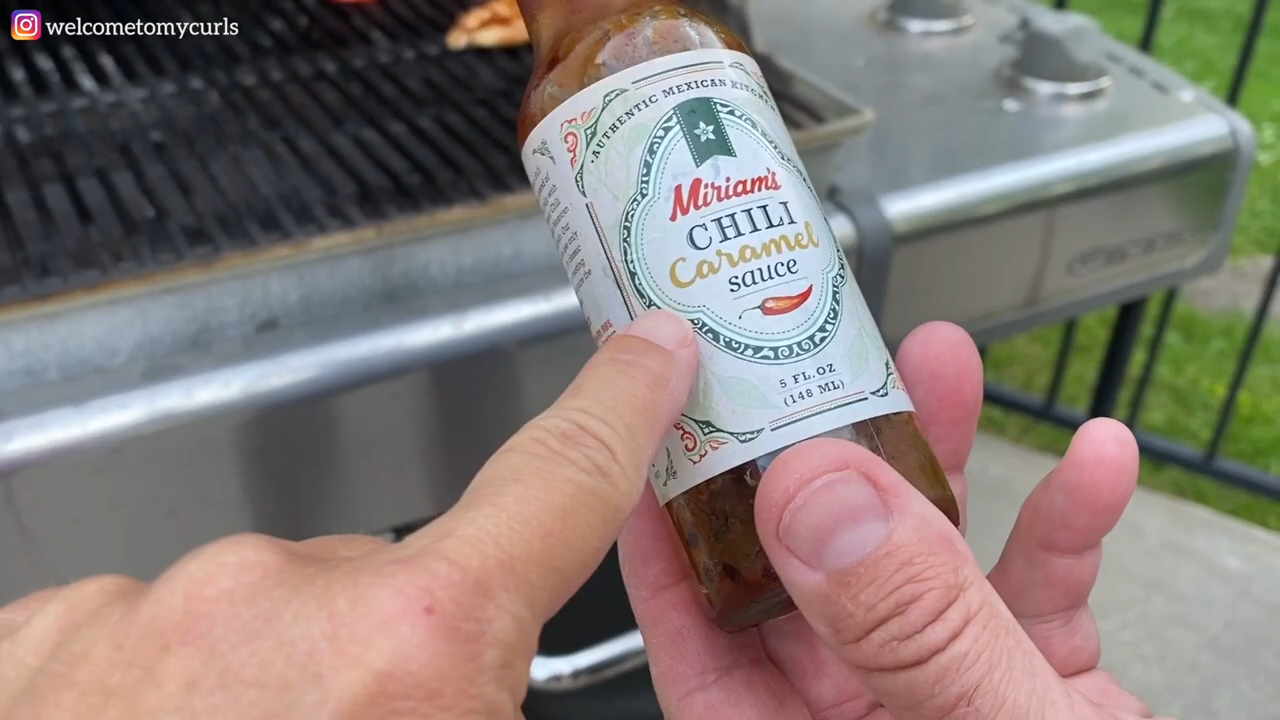 welcometomycurls
·AUTHENTIC MEXICAN KITCHEN
Miriam's
CHILI
Caramel
sauce
5 FL.OZ
(148 ML)